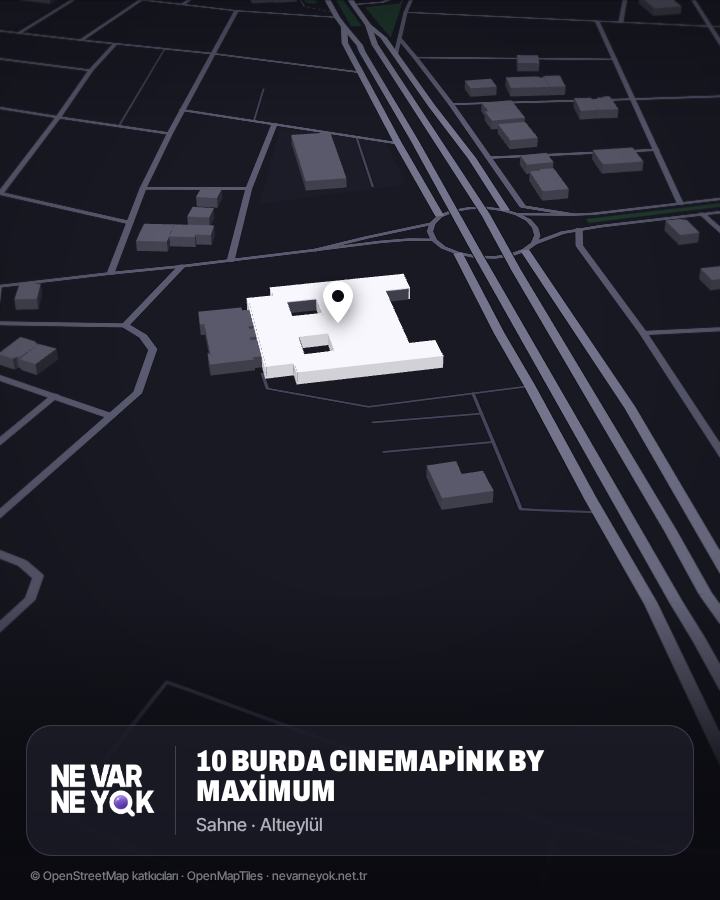 NE VAR
NE YOK
10 BURDA CINEMAPİNK BY
MAXİMUM
Sahne · Altıeylül
© OpenStreetMap katkıcıları · OpenMapTiles · nevarneyok.net.tr